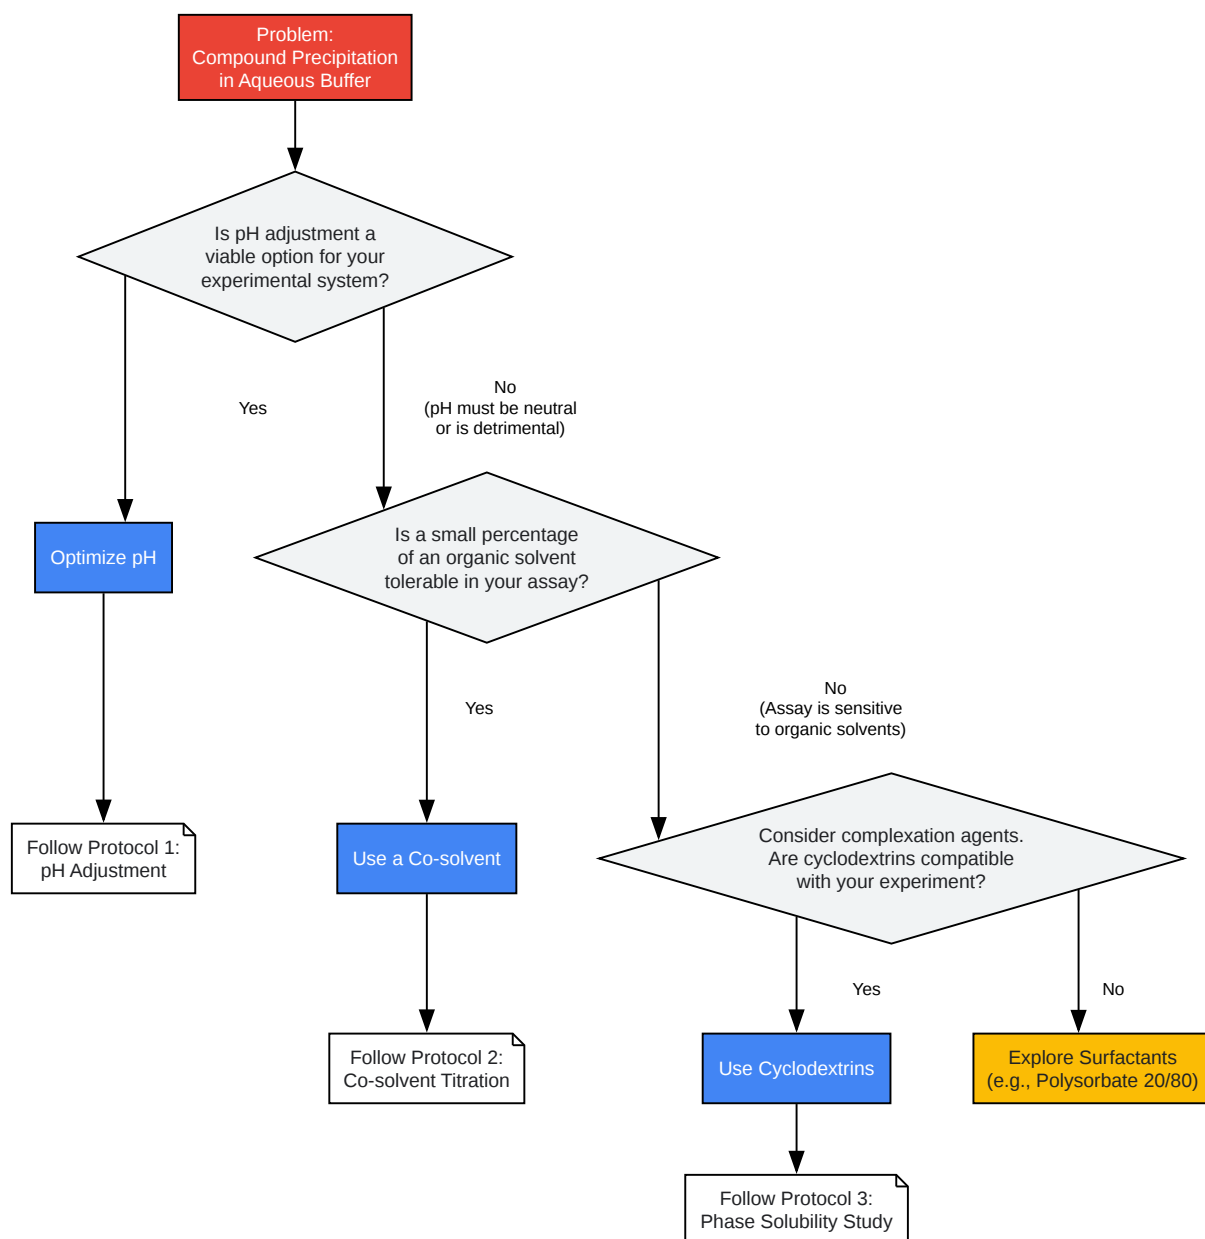 Problem:
Compound Precipitation
in Aqueous Buffer
Is pH adjustment a
viable option for your
experimental system?
Yes
No
(pH must be neutral
or is detrimental)
Optimize pH
Is a small percentage
of an organic solvent
tolerable in your assay?
Yes
No
(Assay is sensitive
to organic solvents)
Follow Protocol 1:
pH Adjustment
Use a Co-solvent
Consider complexation agents.
Are cyclodextrins compatible
with your experiment?
Yes
No
Follow Protocol 2:
Co-solvent Titration
Use Cyclodextrins
Explore Surfactants
(e.g., Polysorbate 20/80)
Follow Protocol 3:
Phase Solubility Study